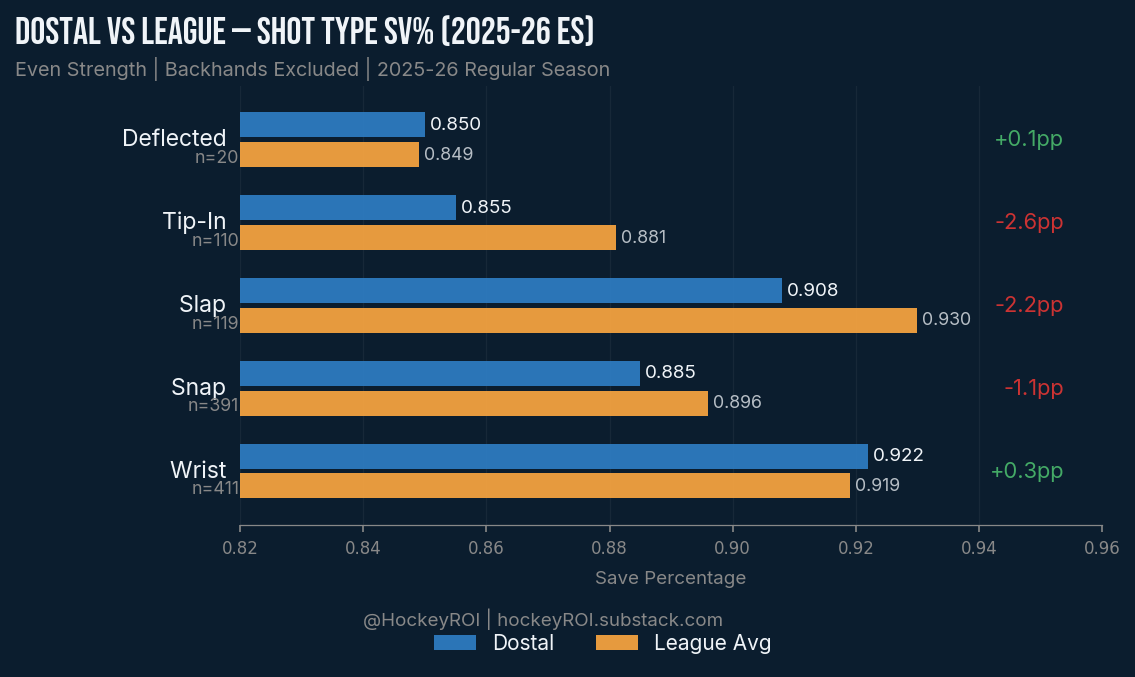 DOSTAL VS LEAGUE — SHOT TYPE SV% (2025-26 ES)
Even Strength | Backhands Excluded | 2025-26 Regular Season
Deflected
n=20
0.850
0.849
+0.1pp
Tip-In
n=110
0.855
0.881
-2.6pp
Slap
n=119
0.908
0.930
-2.2pp
Snap
n=391
0.885
0.896
-1.1pp
Wrist
n=411
0.922
0.919
+0.3pp
0.82 0.84 0.86 0.88 0.90 0.92 0.94 0.96
Save Percentage
@HockeyROI | hockeyROI.substack.com
Dostal League Avg